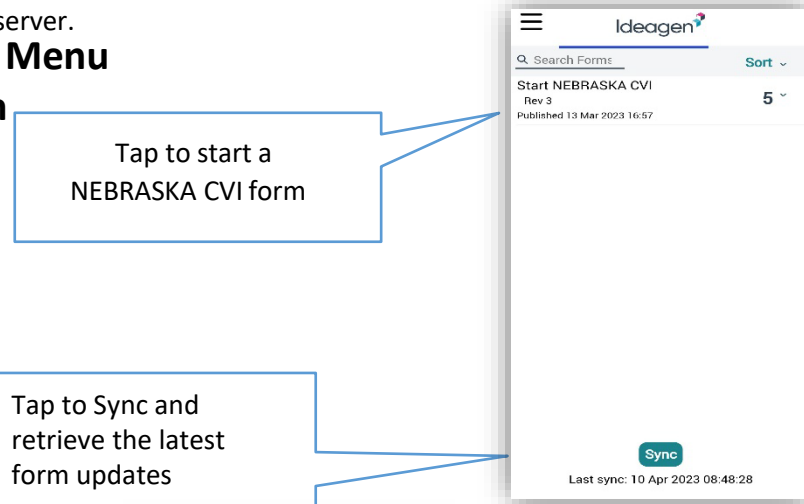 server.
Menu
Tap to start a
NEBRASKA CVI form
Tap to Sync and
retrieve the latest
form updates
Ideagen
Search Forms
Sort
Start NEBRASKA CVI
5
Rev 3
Published 13 Mar 2023 16:57
Sync
Last sync: 10 Apr 2023 08:48:28